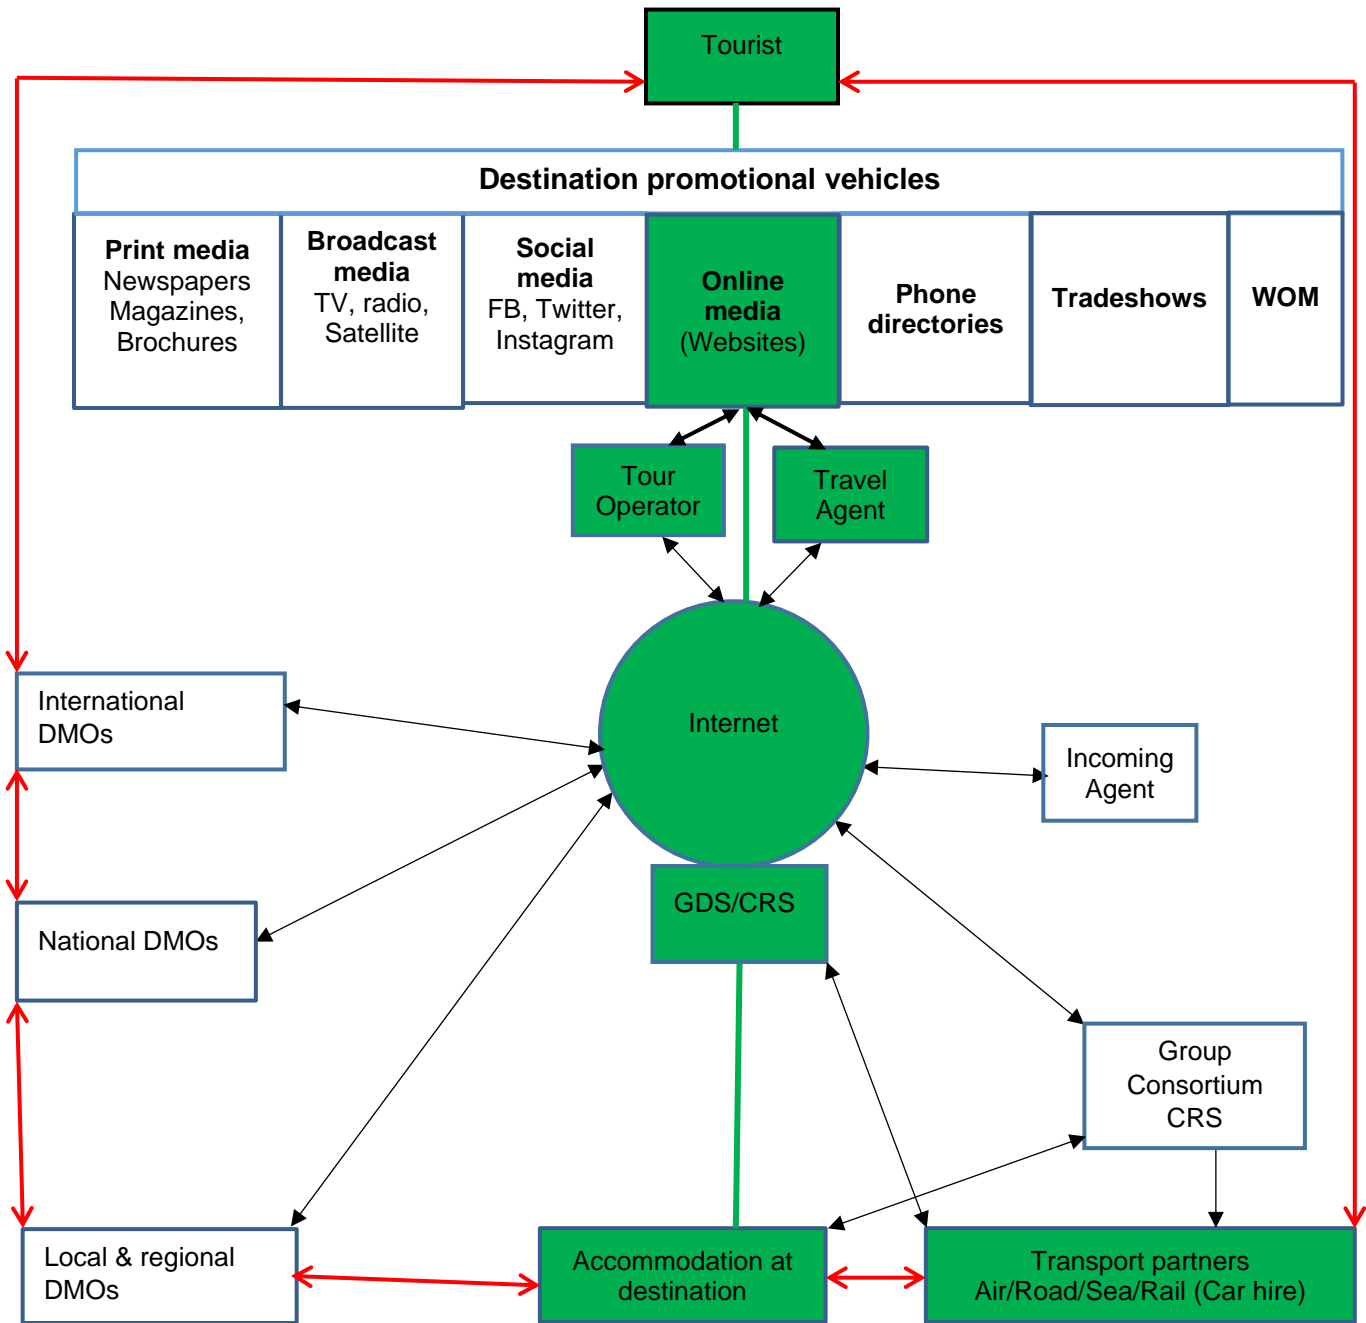 Tourist
Destination promotional vehicles
Print media
Newspapers
Magazines,
Brochures
Broadcast
media
TV, radio,
Satellite
Social
media
FB, Twitter,
Instagram
Online
media
(Websites)
Phone
directories
Tradeshows
WOM
Tour
Operator
Travel
Agent
International
DMOs
Internet
Incoming
Agent
GDS/CRS
National DMOs
Group
Consortium
CRS
Local & regional
DMOs
Accommodation at
destination
Transport partners
Air/Road/Sea/Rail (Car hire)